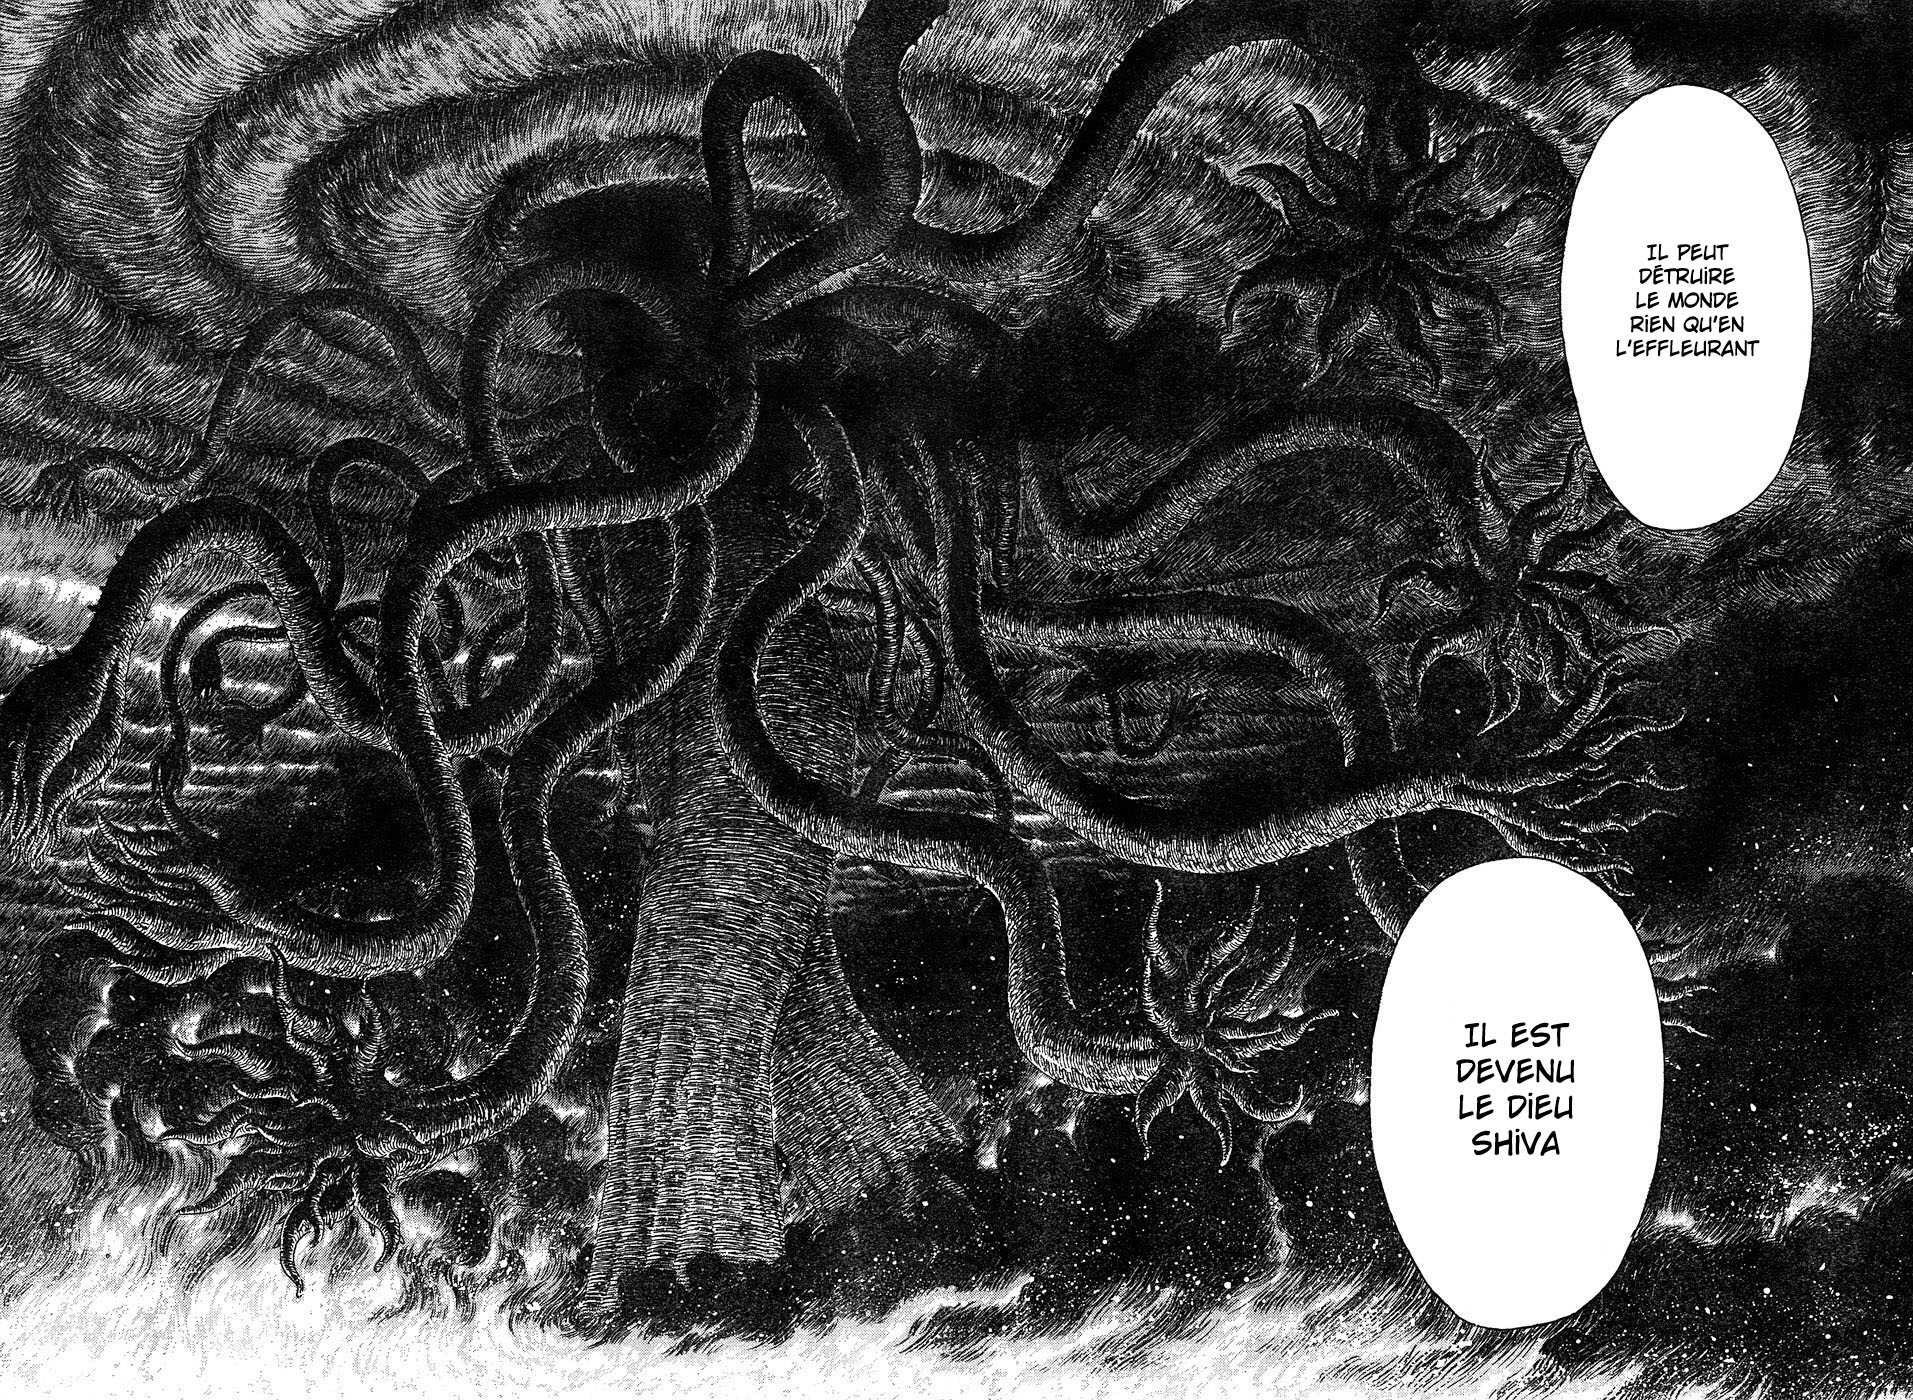 IL PEUT
DÉTRUIRE
LE MONDE
RIEN QU'EN
L'EFFLEURANT
IL EST
DEVENU
LE DIEU
SHIVA